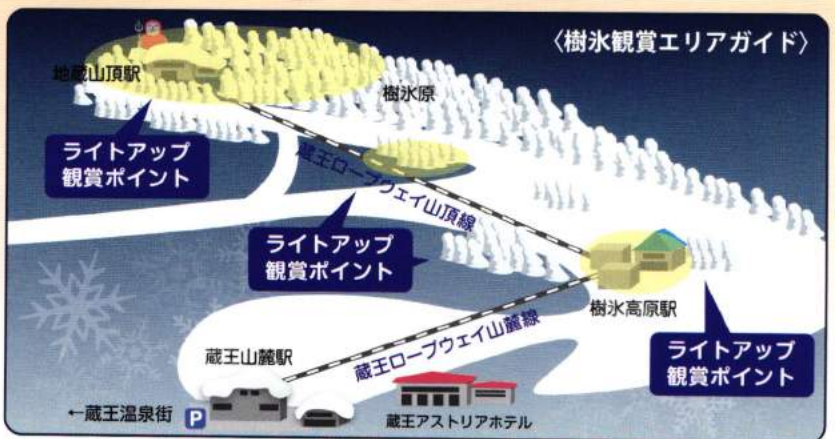 〈樹氷観賞エリアガイド〉
地蔵山頂駅
樹氷原
ライトアップ
観賞ポイント
蔵王ロープウェイ山頂線
ライトアップ
観賞ポイント
樹氷高原駅
ライトアップ
観賞ポイント
蔵王ロープウェイ山麓線
蔵王山麓駅
←蔵王温泉街
P
蔵王アストリアホテル